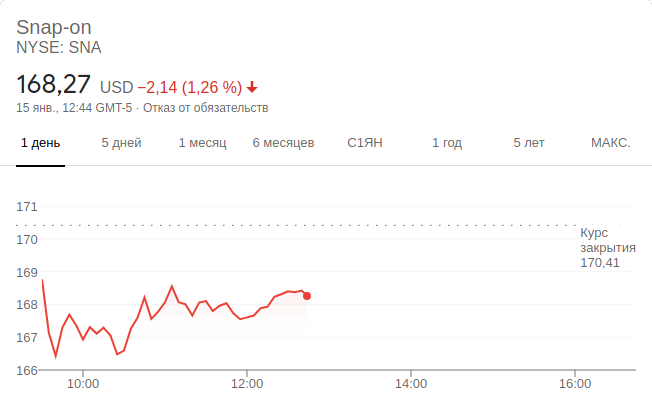 Snap-on
NYSE: SNA
168,27 USD −2,14 (1,26 %)
15 янв., 12:44 GMT-5 · Отказ от обязательств
1 день 5 дней 1 месяц 6 месяцев С1ЯН 1 год 5 лет МАКС.
171
170
169
168
167
166
Курс
закрытия
170,41
10:00 12:00 14:00 16:00